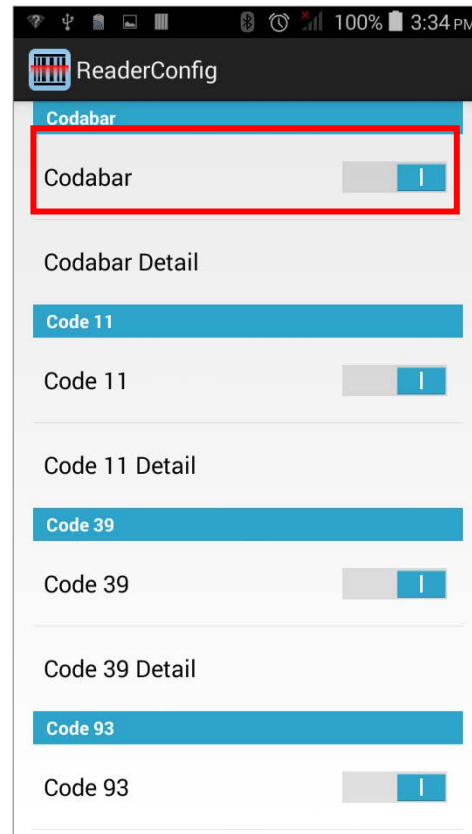 100% 3:34 PM
ReaderConfig
Codabar
Codabar
Codabar Detail
Code 11
Code 11
Code 11 Detail
Code 39
Code 39
Code 39 Detail
Code 93
Code 93